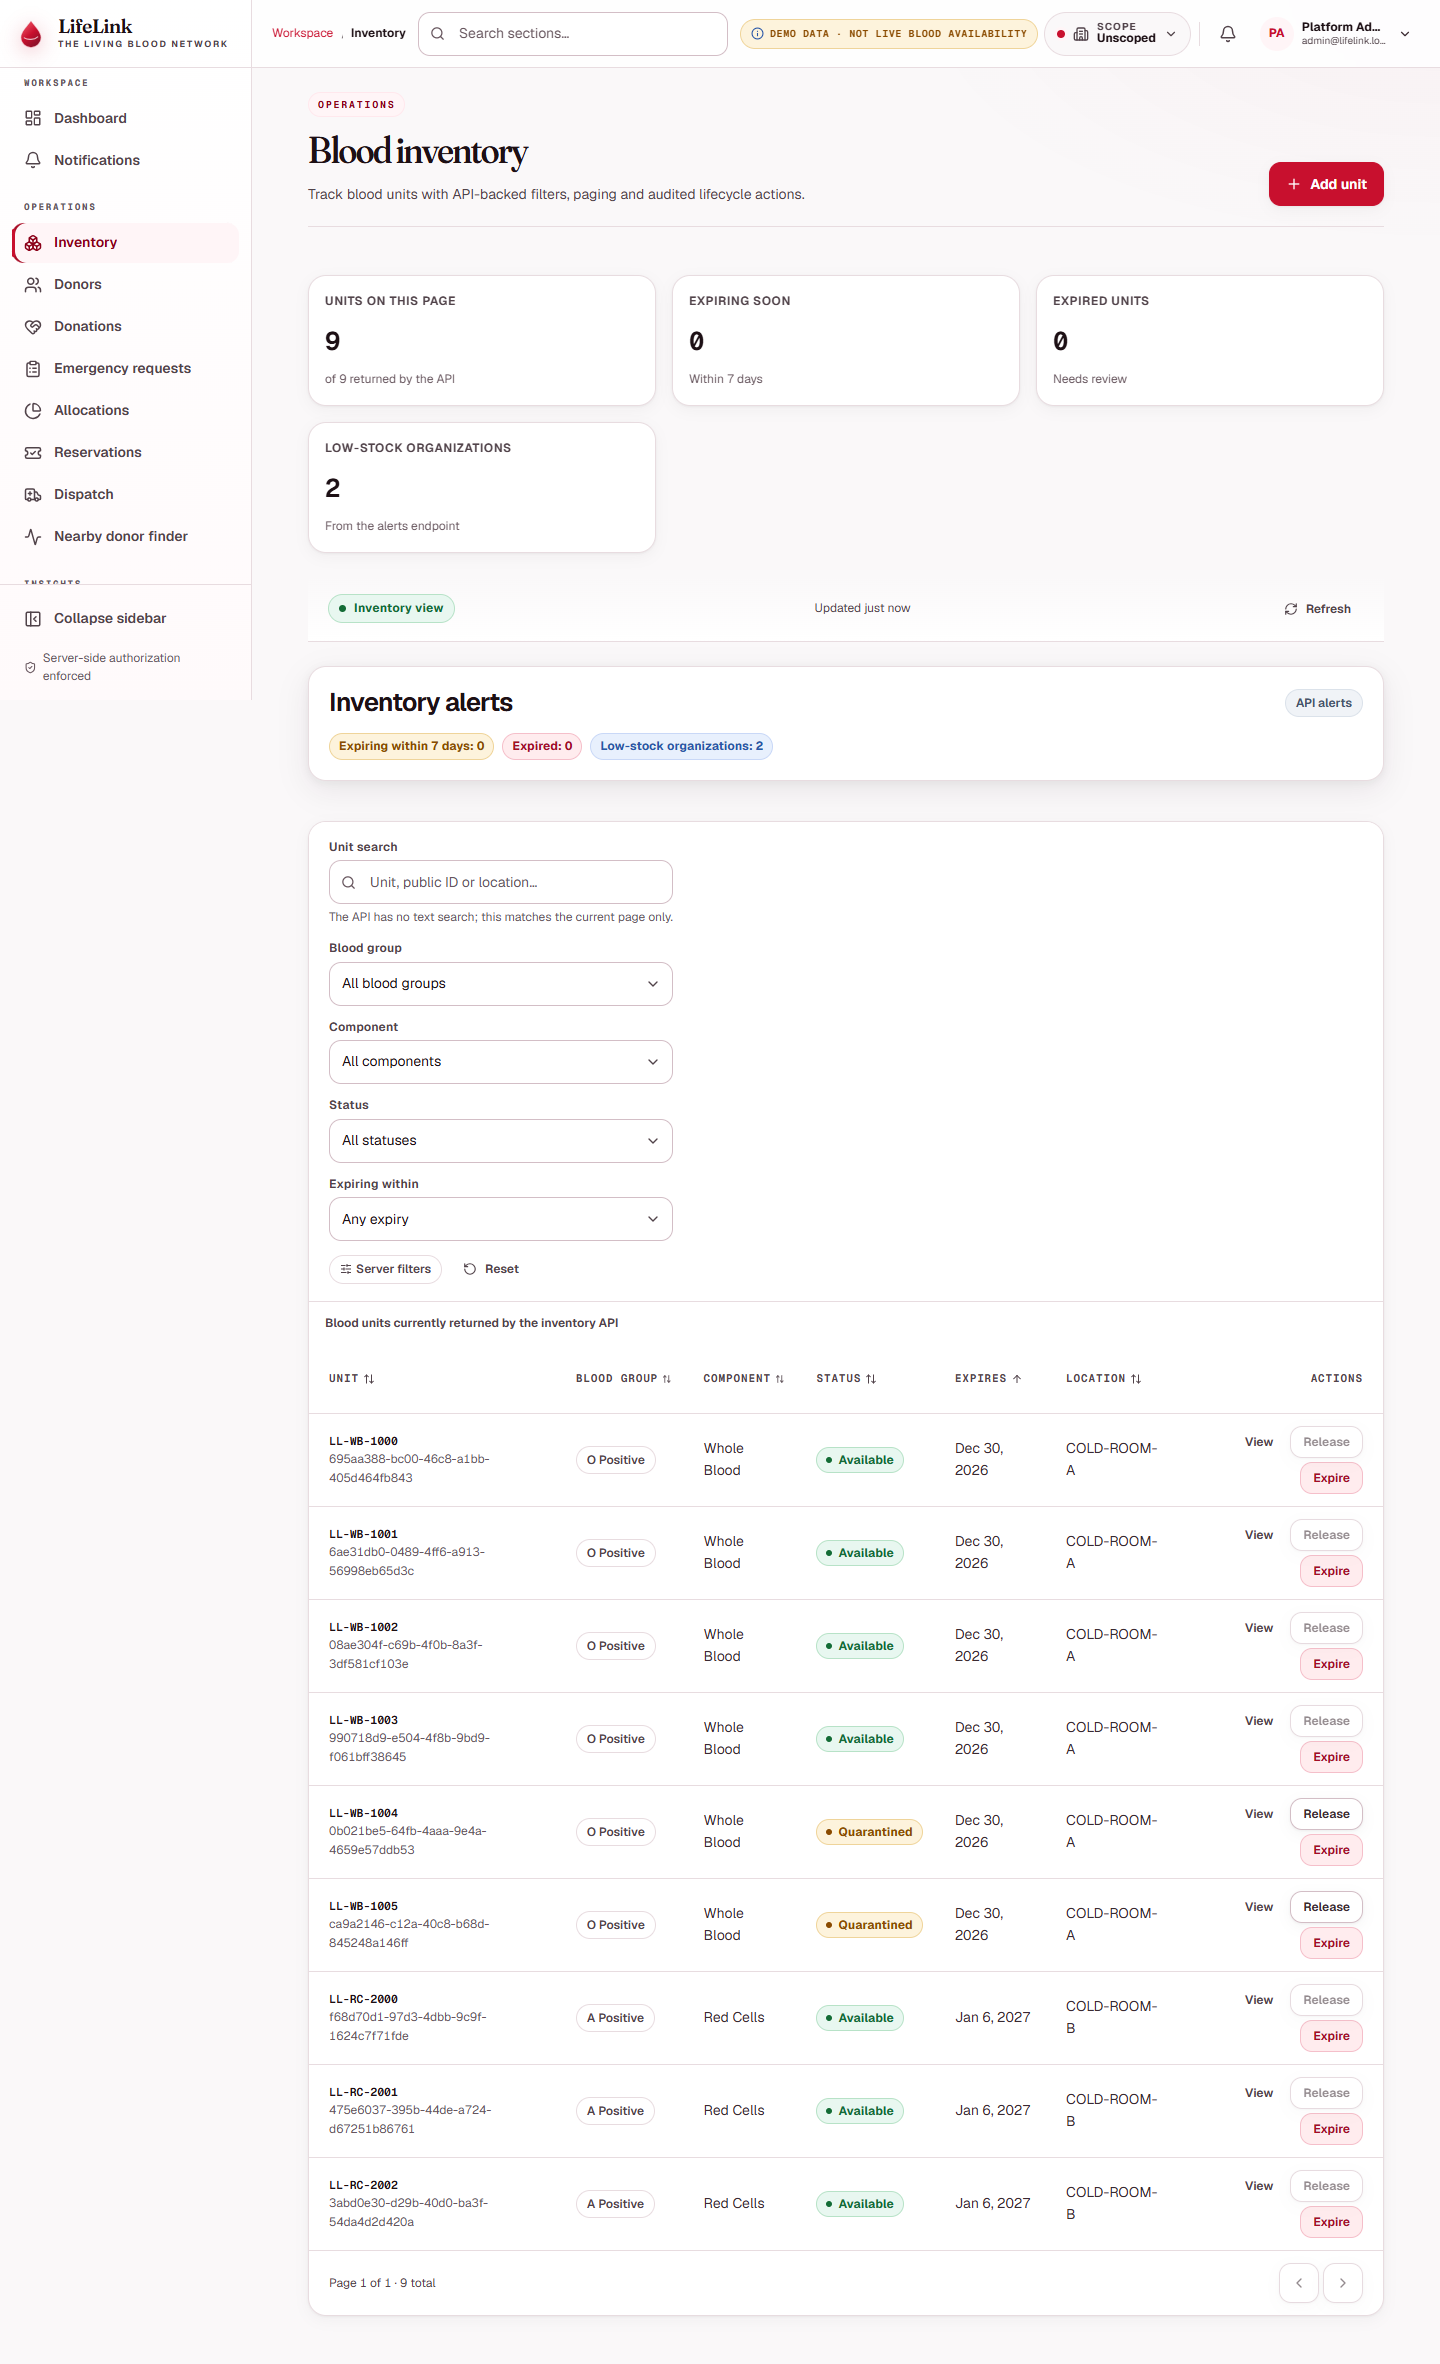 LifeLink
THE LIVING BLOOD NETWORK
Workspace , Inventory
Search sections...
DEMO DATA · NOT LIVE BLOOD AVAILABILITY
SCOPE
Unscoped
PA
Platform Ad...
admin@lifelink.lo...
WORKSPACE
Dashboard
Notifications
OPERATIONS
Inventory
Donors
Donations
Emergency requests
Allocations
Reservations
Dispatch
Nearby donor finder
INSIGHTS
Collapse sidebar
Server-side authorization
enforced
OPERATIONS
Blood inventory
Track blood units with API-backed filters, paging and audited lifecycle actions.
Add unit
UNITS ON THIS PAGE
9
of 9 returned by the API
EXPIRING SOON
0
Within 7 days
EXPIRED UNITS
0
Needs review
LOW-STOCK ORGANIZATIONS
2
From the alerts endpoint
Inventory view
Updated just now
Refresh
Inventory alerts
API alerts
Expiring within 7 days: 0
Expired: 0
Low-stock organizations: 2
Unit search
Unit, public ID or location...
The API has no text search; this matches the current page only.
Blood group
All blood groups
Component
All components
Status
All statuses
Expiring within
Any expiry
Server filters
Reset
Blood units currently returned by the inventory API
UNIT BLOOD GROUP COMPONENT STATUS EXPIRES LOCATION ACTIONS
LL-WB-1000
695aa388-bc00-46c8-a1bb-
405d464fb843
O Positive
Whole
Blood
Available
Dec 30,
2026
COLD-ROOM-
A
View Release
Expire
LL-WB-1001
6ae31db0-0489-4ff6-a913-
56998eb65d3c
O Positive
Whole
Blood
Available
Dec 30,
2026
COLD-ROOM-
A
View Release
Expire
LL-WB-1002
08ae304f-c69b-4f0b-8a3f-
3df581cf103e
O Positive
Whole
Blood
Available
Dec 30,
2026
COLD-ROOM-
A
View Release
Expire
LL-WB-1003
990718d9-e504-4f8b-9bd9-
f061bff38645
O Positive
Whole
Blood
Available
Dec 30,
2026
COLD-ROOM-
A
View Release
Expire
LL-WB-1004
0b021be5-64fb-4aaa-9e4a-
4659e57ddb53
O Positive
Whole
Blood
Quarantined
Dec 30,
2026
COLD-ROOM-
A
View Release
Expire
LL-WB-1005
ca9a2146-c12a-40c8-b68d-
845248a146ff
O Positive
Whole
Blood
Quarantined
Dec 30,
2026
COLD-ROOM-
A
View Release
Expire
LL-RC-2000
f68d70d1-97d3-4dbb-9c9f-
1624c7f71fde
A Positive
Red Cells
Available
Jan 6, 2027
COLD-ROOM-
B
View Release
Expire
LL-RC-2001
475e6037-395b-44de-a724-
d67251b86761
A Positive
Red Cells
Available
Jan 6, 2027
COLD-ROOM-
B
View Release
Expire
LL-RC-2002
3abd0e30-d29b-40d0-ba3f-
54da4d2d420a
A Positive
Red Cells
Available
Jan 6, 2027
COLD-ROOM-
B
View Release
Expire
Page 1 of 1 · 9 total